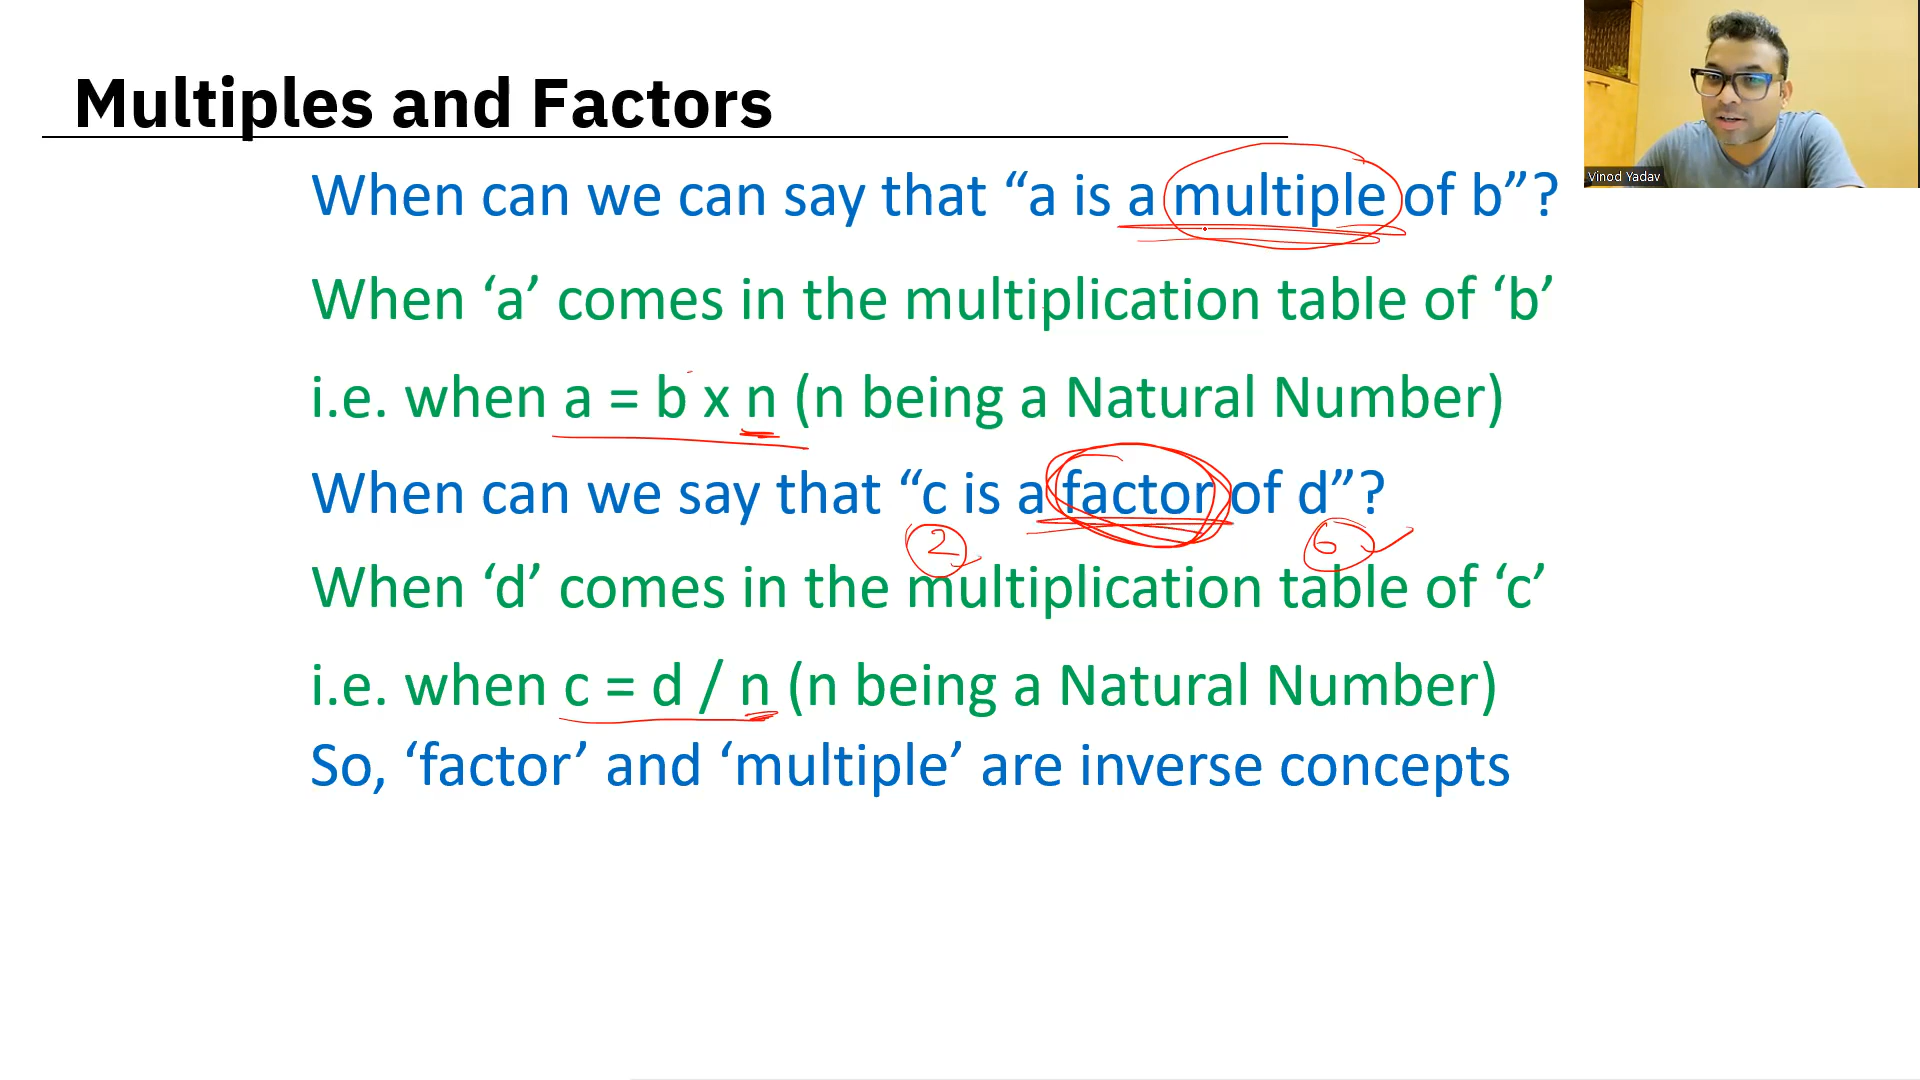 Multiples and Factors
Vinod Yadav
When can we can say that “a is a multiple of b”?
When ‘a’ comes in the multiplication table of ‘b’
i.e. when a = b x n (n being a Natural Number)
When can we say that “c is a factor of d”?
2 6
When ‘d’ comes in the multiplication table of ‘c’
i.e. when c = d / n (n being a Natural Number)
So, ‘factor’ and ‘multiple’ are inverse concepts